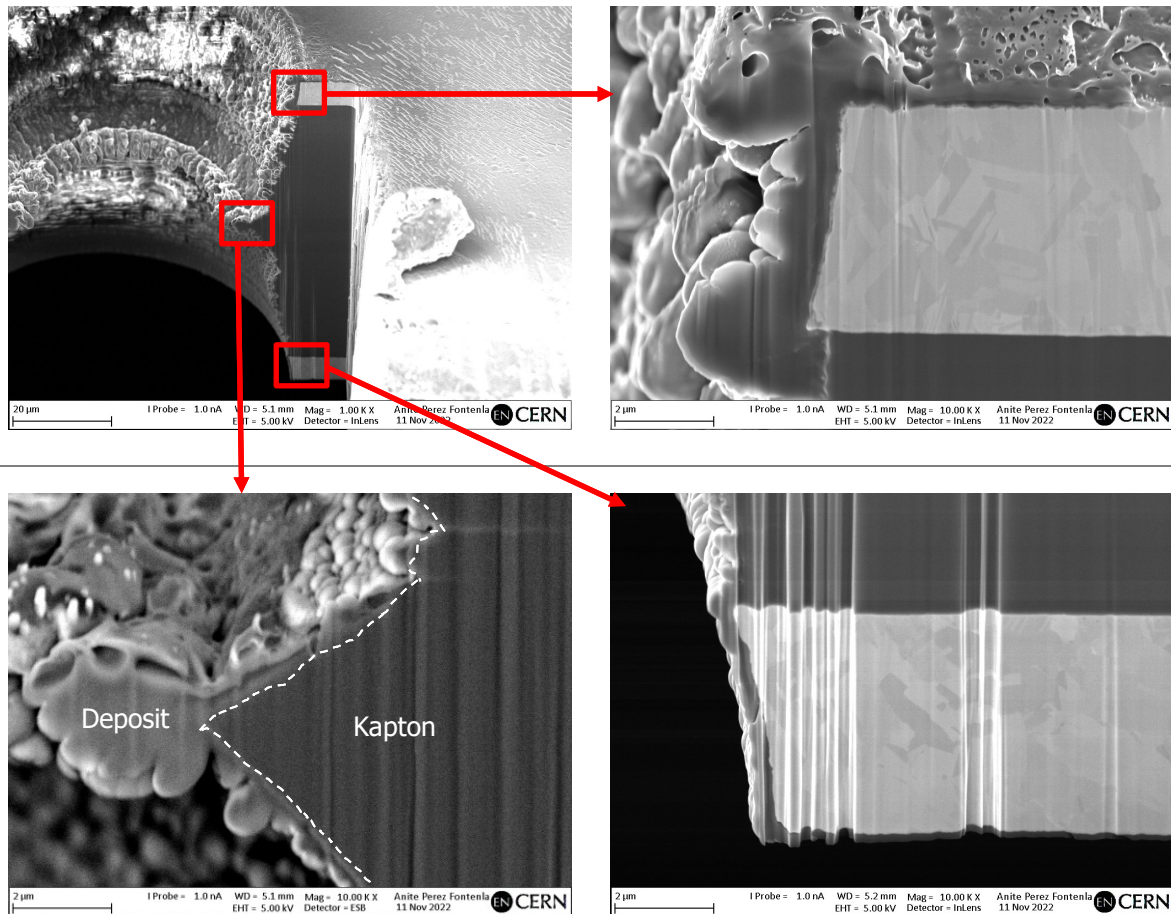 20 µm
I Probe = 1.0 nA WD = 5.1 mm Mag = 1.00 K X Anite Perez Fontenla
EHT = 5.00 kV Detector = InLens 11 Nov 2022
EN CERN
2 µm
I Probe = 1.0 nA WD = 5.1 mm Mag = 10.00 K X Anite Perez Fontenla
EHT = 5.00 kV Detector = InLens 11 Nov 2022
EN CERN
Deposit
Kapton
2 µm
I Probe = 1.0 nA WD = 5.1 mm Mag = 10.00 K X Anite Perez Fontenla
EHT = 5.00 kV Detector = ESB 11 Nov 2022
EN CERN
2 µm
I Probe = 1.0 nA WD = 5.2 mm Mag = 10.00 K X Anite Perez Fontenla
EHT = 5.00 kV Detector = InLens 11 Nov 2022
EN CERN